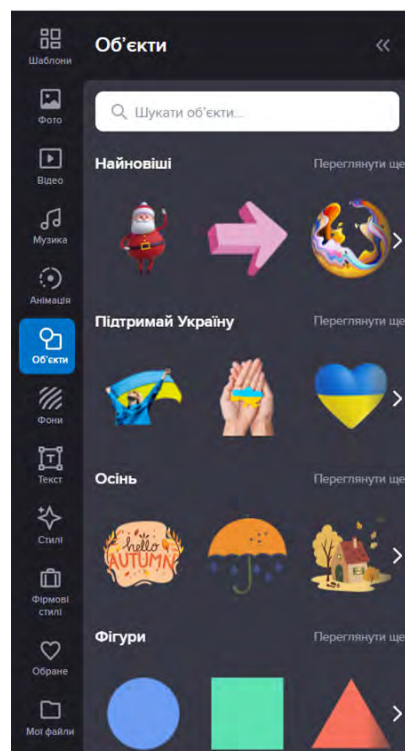 Шаблони
Фото
Відео
Музика
Анімація
Об'єкти
Фони
Текст
Стилі
Фірмові
стилі
Обране
Мої файли
Об'єкти
Шукати об'єкти...
Найновіші Переглянути ще
Підтримай Україну Переглянути ще
Осінь Переглянути ще
hello
AUTUMN
Фігури Переглянути ще